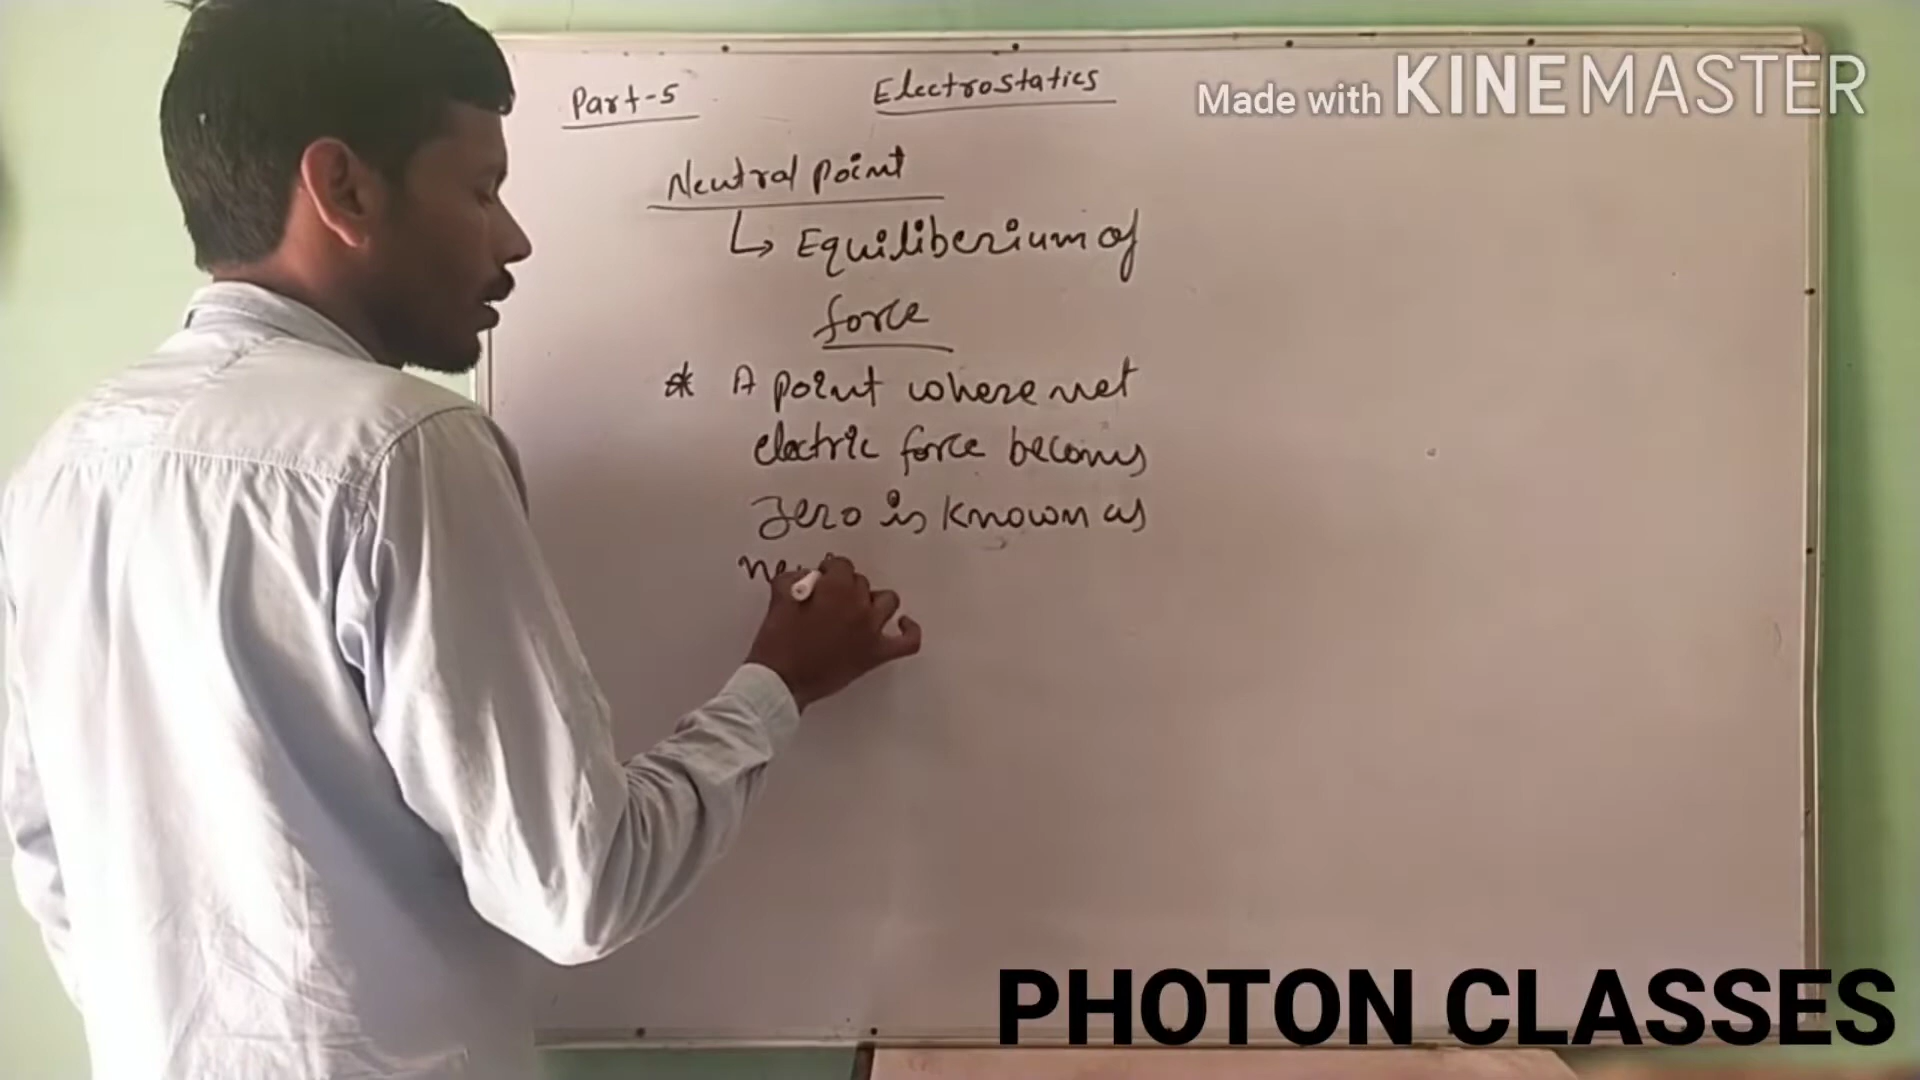 Part-5
Electrostatics
Made with KINEMASTER
Neutral point
↳ Equiliberium of
force
* A point where net
electric force becomes
zero is known as
PHOTON CLASSES